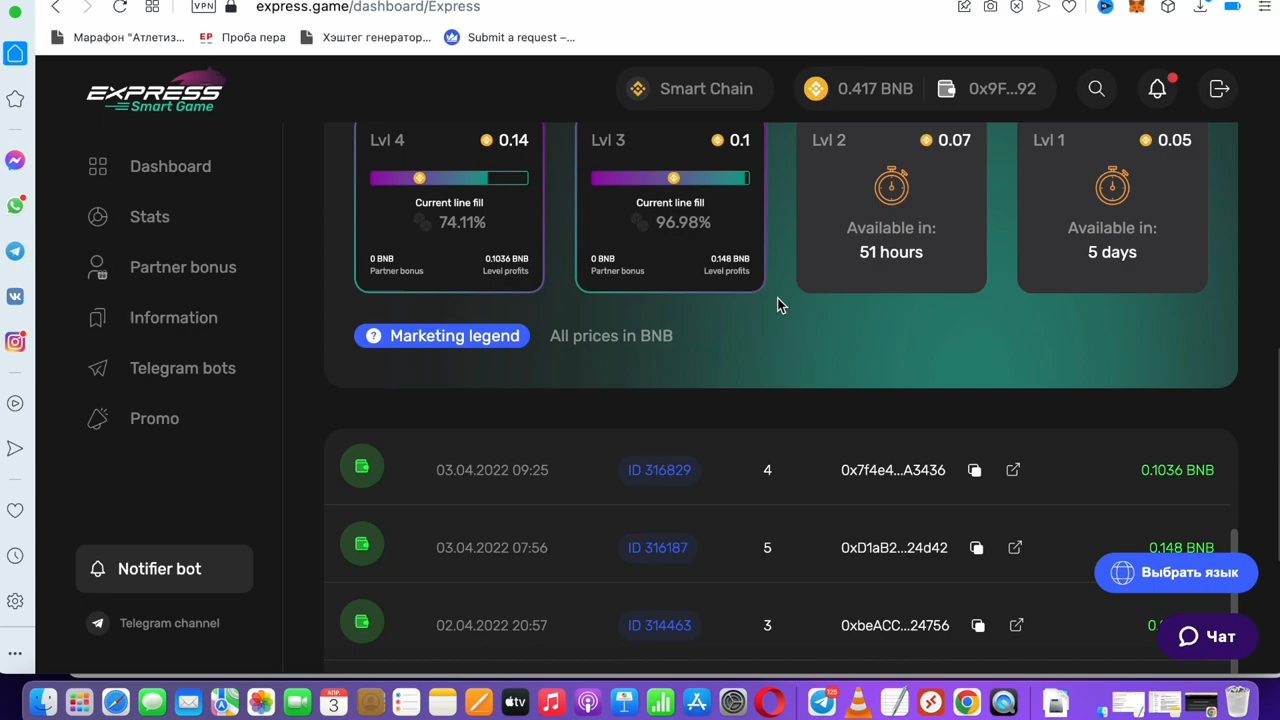 VPN
express.game/dashboard/Express
Марафон "Атлетиз...
EP Проба пера
Хэштег генератор...
Submit a request –...
EXPRESS
Smart Game
Smart Chain
0.417 BNB
0x9F...92
Dashboard
Stats
Partner bonus
Information
Telegram bots
Promo
Notifier bot
Telegram channel
Lvl 4 0.14
Current line fill
74.11%
0 BNB 0.1036 BNB
Partner bonus Level profits
Lvl 3 0.1
Current line fill
96.98%
0 BNB 0.148 BNB
Partner bonus Level profits
Lvl 2 0.07
Available in:
51 hours
Lvl 1 0.05
Available in:
5 days
? Marketing legend
All prices in BNB
03.04.2022 09:25 ID 316829 4 0x7f4e4...A3436 0.1036 BNB
03.04.2022 07:56 ID 316187 5 0xD1aB2...24d42 0.148 BNB
02.04.2022 20:57 ID 314463 3 0xbeACC...24756
Выбрать язык
Чат
АПР
3
tv
126